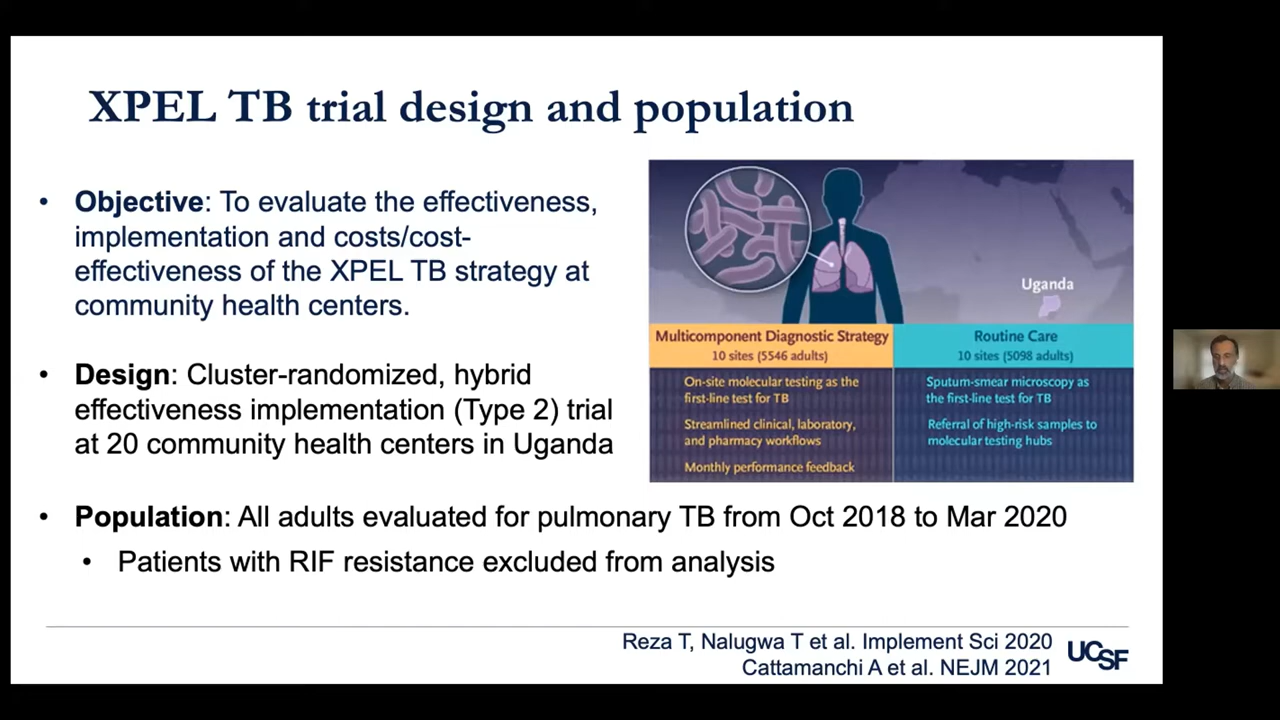 XPEL TB trial design and population
• Objective: To evaluate the effectiveness,
implementation and costs/cost-
effectiveness of the XPEL TB strategy at
community health centers.
• Design: Cluster-randomized, hybrid
effectiveness implementation (Type 2) trial
at 20 community health centers in Uganda
Uganda
Multicomponent Diagnostic Strategy
10 sites (5546 adults)
On-site molecular testing as the
first-line test for TB
Streamlined clinical, laboratory,
and pharmacy workflows
Monthly performance feedback
Routine Care
10 sites (5098 adults)
Sputum-smear microscopy as
the first-line test for TB
Referral of high-risk samples to
molecular testing hubs
• Population: All adults evaluated for pulmonary TB from Oct 2018 to Mar 2020
• Patients with RIF resistance excluded from analysis
Reza T, Nalugwa T et al. Implement Sci 2020
Cattamanchi A et al. NEJM 2021
UCSF